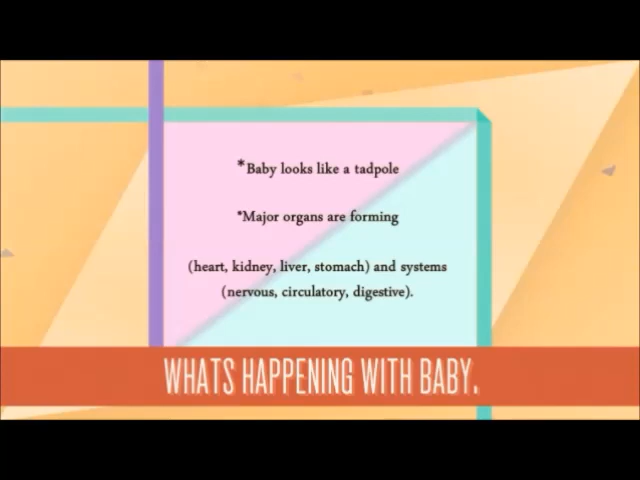 *Baby looks like a tadpole
*Major organs are forming
(heart, kidney, liver, stomach) and systems
(nervous, circulatory, digestive).
WHATS HAPPENING WITH BABY.